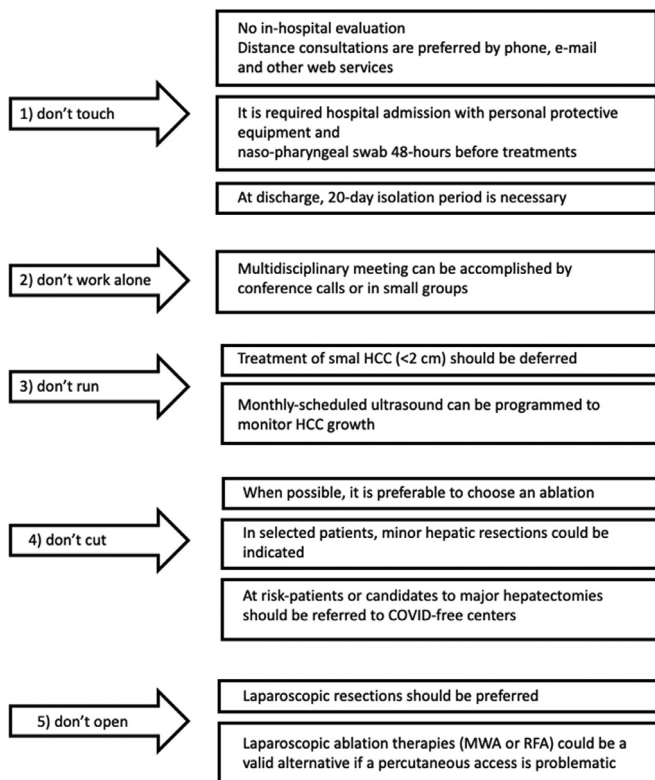 No in-hospital evaluation
Distance consultations are preferred by phone, e-mail
and other web services
1) don't touch
It is required hospital admission with personal protective
equipment and
naso-pharyngeal swab 48-hours before treatments
At discharge, 20-day isolation period is necessary
2) don't work alone
Multidisciplinary meeting can be accomplished by
conference calls or in small groups
Treatment of smal HCC (<2 cm) should be deferred
3) don't run
Monthly-scheduled ultrasound can be programmed to
monitor HCC growth
When possible, it is preferable to choose an ablation
4) don't cut
In selected patients, minor hepatic resections could be
indicated
At risk-patients or candidates to major hepatectomies
should be referred to COVID-free centers
Laparoscopic resections should be preferred
5) don't open
Laparoscopic ablation therapies (MWA or RFA) could be a
valid alternative if a percutaneous access is problematic